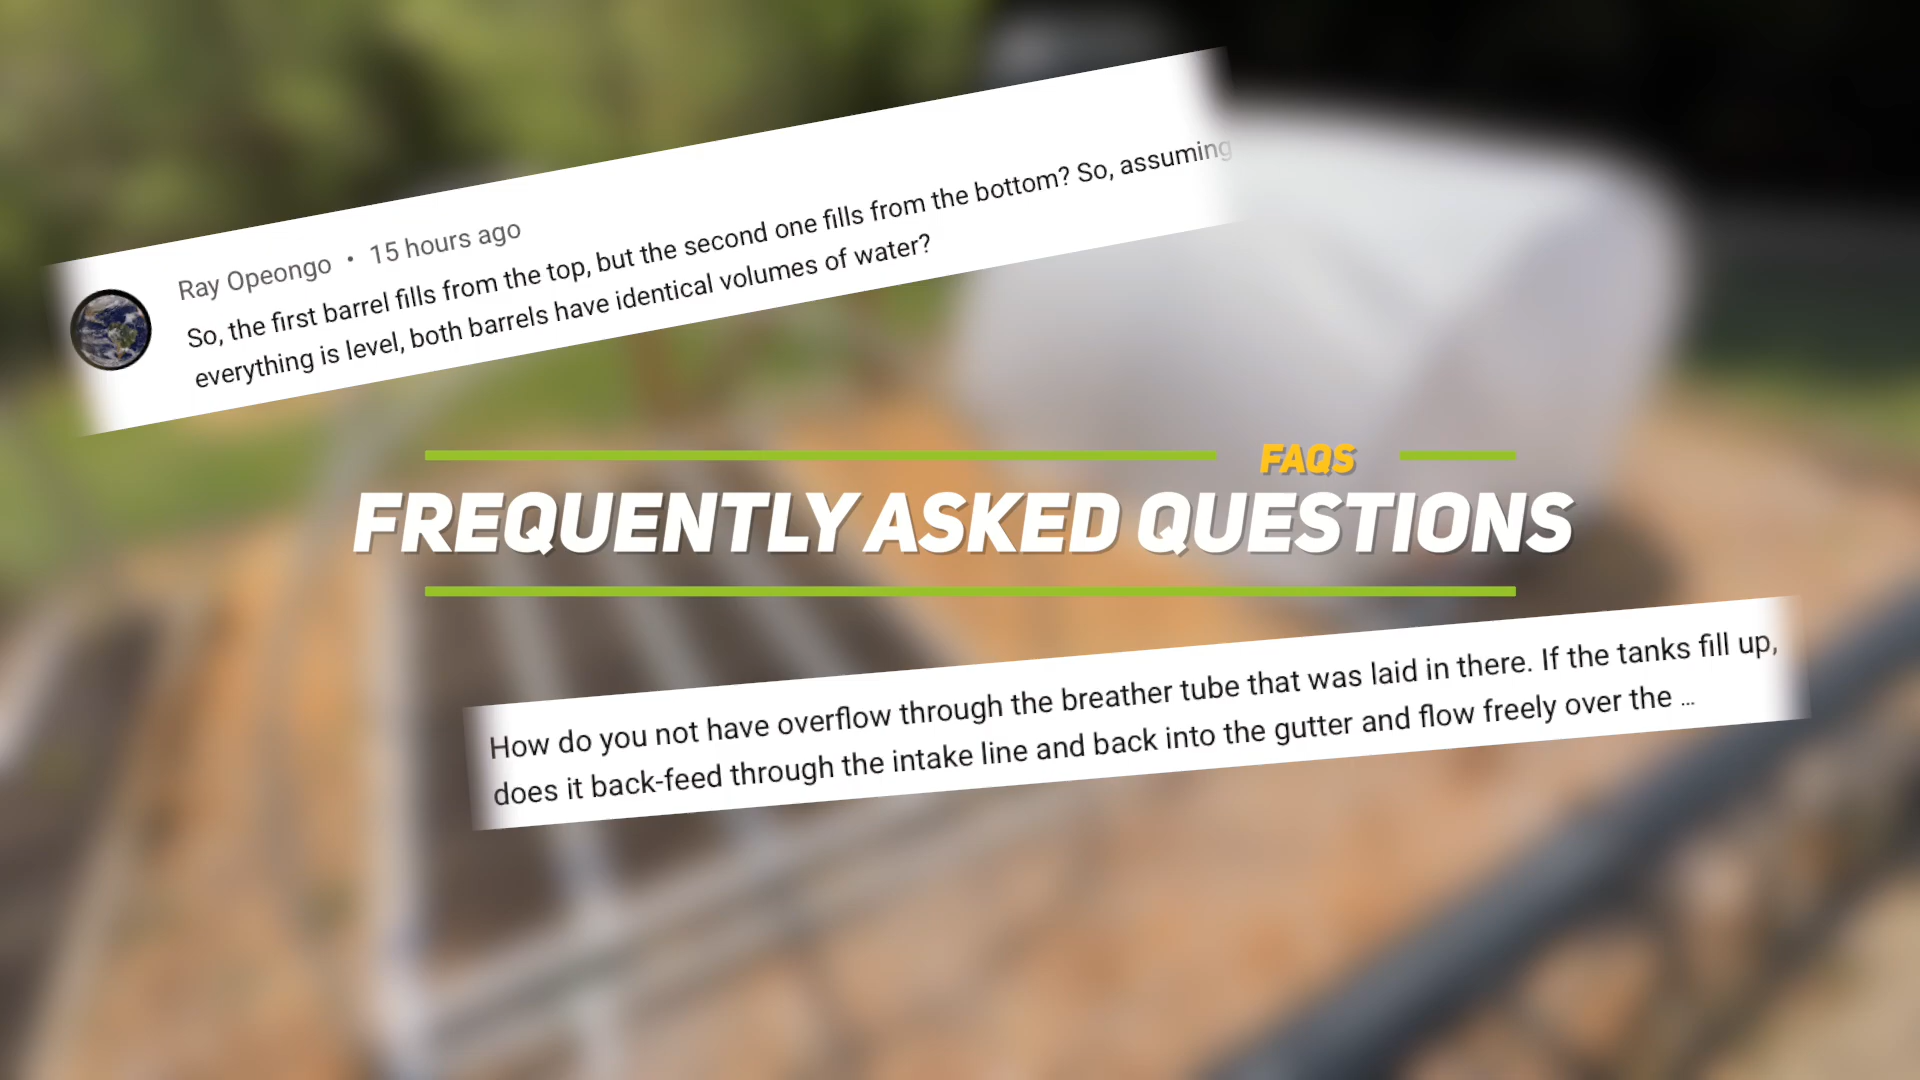 Ray Opeongo • 15 hours ago
So, the first barrel fills from the top, but the second one fills from the bottom? So, assuming
everything is level, both barrels have identical volumes of water?
FAQS
FREQUENTLY ASKED QUESTIONS
How do you not have overflow through the breather tube that was laid in there. If the tanks fill up,
does it back-feed through the intake line and back into the gutter and flow freely over the ...